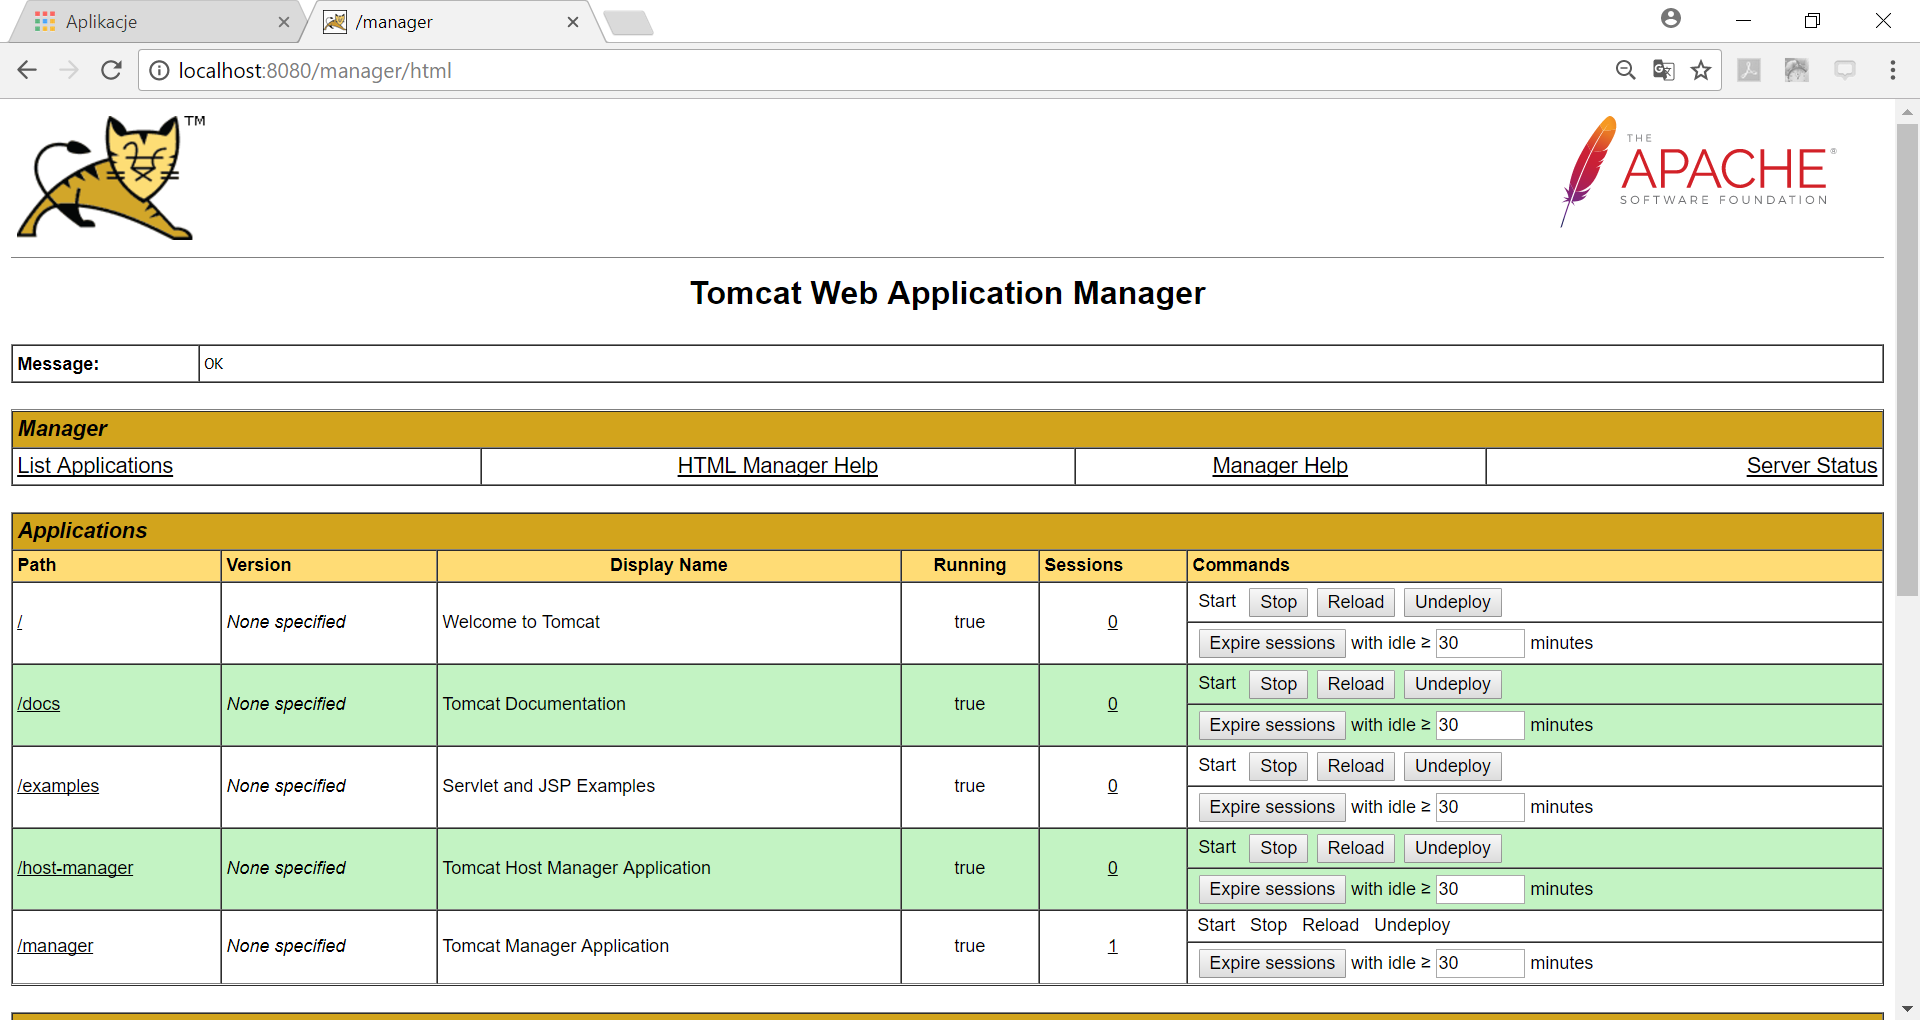 Aplikacje
/manager
localhost:8080/manager/html
TM
THE
APACHE®
SOFTWARE FOUNDATION
Tomcat Web Application Manager
Message: OK
Manager
List Applications HTML Manager Help Manager Help Server Status
Applications
Path Version Display Name Running Sessions Commands
/ None specified Welcome to Tomcat true 0 Start Stop Reload Undeploy
Expire sessions with idle ≥ 30 minutes
/docs None specified Tomcat Documentation true 0 Start Stop Reload Undeploy
Expire sessions with idle ≥ 30 minutes
/examples None specified Servlet and JSP Examples true 0 Start Stop Reload Undeploy
Expire sessions with idle ≥ 30 minutes
/host-manager None specified Tomcat Host Manager Application true 0 Start Stop Reload Undeploy
Expire sessions with idle ≥ 30 minutes
/manager None specified Tomcat Manager Application true 1 Start Stop Reload Undeploy
Expire sessions with idle ≥ 30 minutes